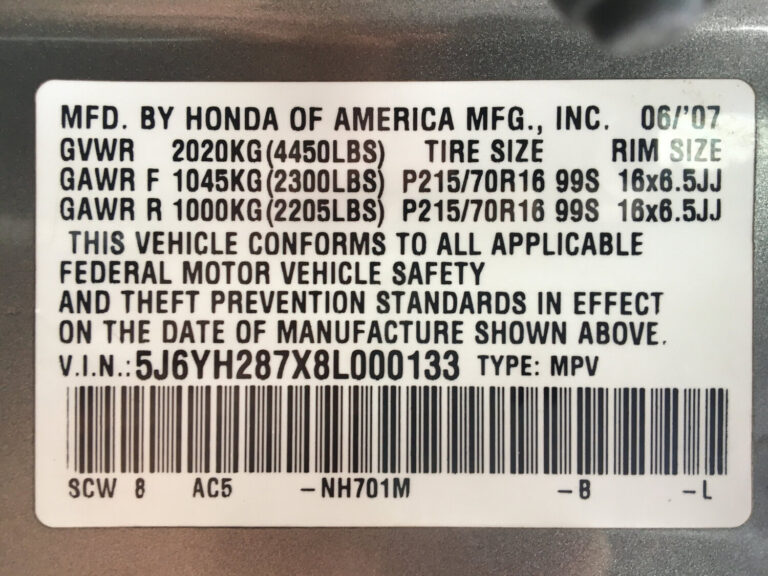 MFD. BY HONDA OF AMERICA MFG., INC. 06/'07
GVWR 2020KG(4450LBS) TIRE SIZE RIM SIZE
GAWR F 1045KG(2300LBS) P215/70R16 99S 16x6.5JJ
GAWR R 1000KG(2205LBS) P215/70R16 99S 16x6.5JJ
THIS VEHICLE CONFORMS TO ALL APPLICABLE
FEDERAL MOTOR VEHICLE SAFETY
AND THEFT PREVENTION STANDARDS IN EFFECT
ON THE DATE OF MANUFACTURE SHOWN ABOVE.
V.I.N.:5J6YH287X8L000133 TYPE: MPV
SCW 8 AC5 -NH701M -B -L